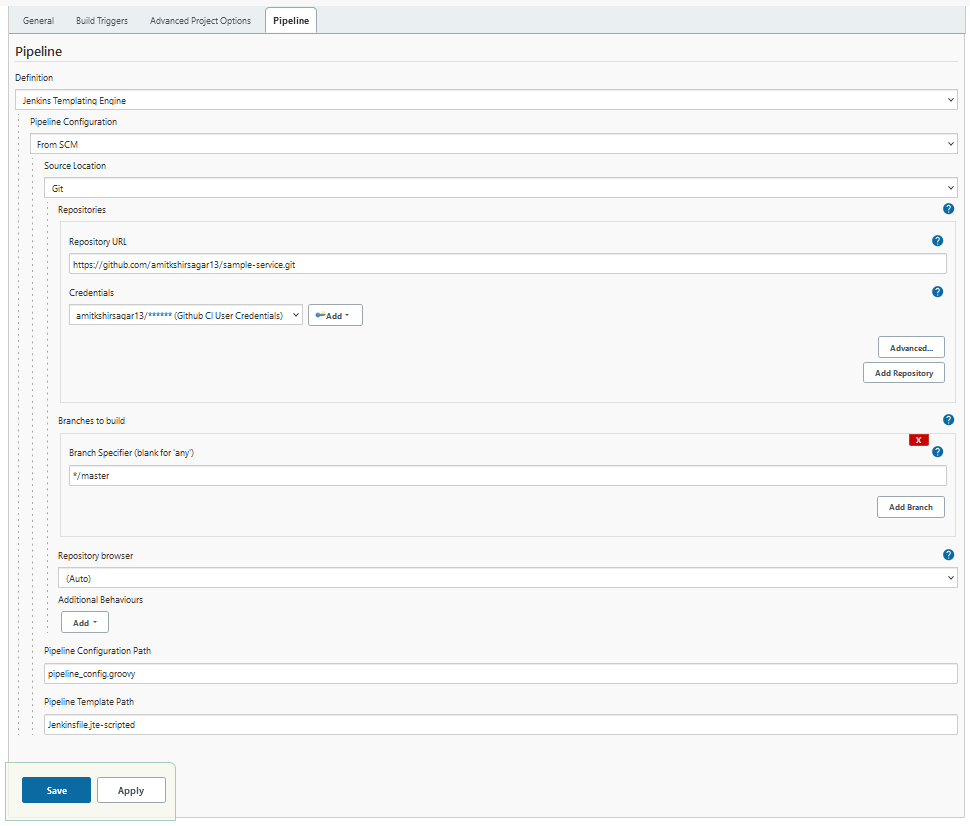 General Build Triggers Advanced Project Options Pipeline
Pipeline
Definition
Jenkins Templating Engine
Pipeline Configuration
From SCM
Source Location
Git
Repositories
?
Repository URL
?
https://github.com/amitkshirsagar13/sample-service.git
Credentials
?
amitkshirsagar13/****** (Github CI User Credentials)
Add
Advanced...
Add Repository
Branches to build
?
X
Branch Specifier (blank for 'any')
?
*/master
Add Branch
Repository browser
?
(Auto)
Additional Behaviours
Add
Pipeline Configuration Path
pipeline_config.groovy
Pipeline Template Path
Jenkinsfile.jte-scripted
Save Apply